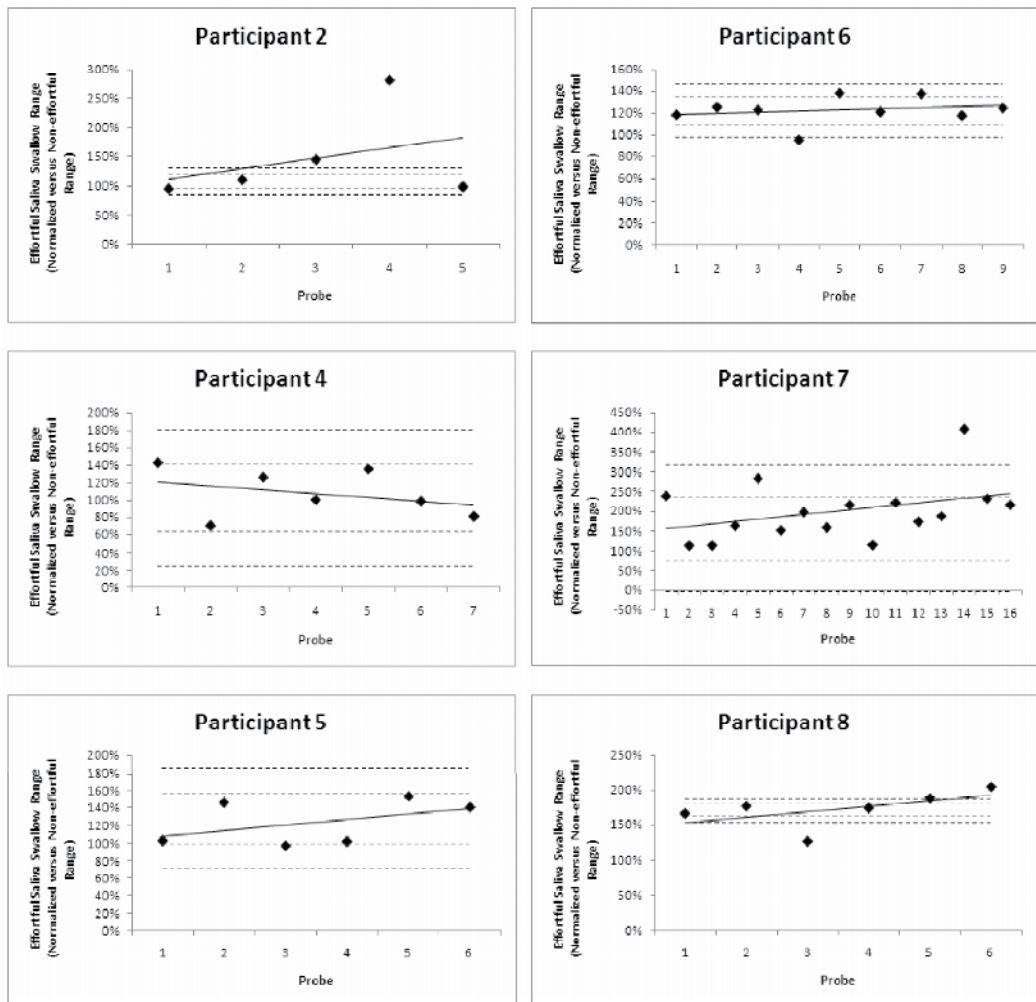 Participant 2
Effortful Saliva Swallow Range
(Normalized versus Non-effortful
Range)
300%
250%
200%
150%
100%
50%
0%
1 2 3 4 5
Probe
Participant 6
Effortful Saliva Swallow Range
(Normalized versus Non-effortful
Range)
160%
140%
120%
100%
80%
60%
40%
20%
0%
1 2 3 4 5 6 7 8 9
Probe
Participant 4
Effortful Saliva Swallow Range
(Normalized versus Non-effortful
Range)
200%
180%
160%
140%
120%
100%
80%
60%
40%
20%
0%
1 2 3 4 5 6 7
Probe
Participant 7
Effortful Saliva Swallow Range
(Normalized versus Non-effortful
Range)
450%
400%
350%
300%
250%
200%
150%
100%
50%
0%
-50%
1 2 3 4 5 6 7 8 9 10 11 12 13 14 15 16
Probe
Participant 5
Effortful Saliva Swallow Range
(Normalized versus Non-effortful
Range)
200%
180%
160%
140%
120%
100%
80%
60%
40%
20%
0%
1 2 3 4 5 6
Probe
Participant 8
Effortful Saliva Swallow Range
(Normalized versus Non-effortful
Range)
250%
200%
150%
100%
50%
0%
1 2 3 4 5 6
Probe